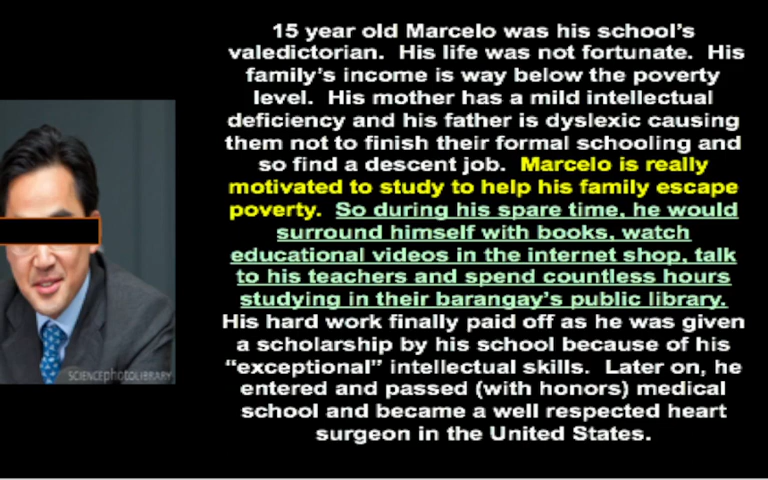 15 year old Marcelo was his school's
valedictorian.  His life was not fortunate.  His
family's income is way below the poverty
level.  His mother has a mild intellectual
deficiency and his father is dyslexic causing
them not to finish their formal schooling and
so find a descent job.  Marcelo is really
motivated to study to help his family escape
poverty.  So during his spare time, he would
surround himself with books, watch
educational videos in the internet shop, talk
to his teachers and spend countless hours
studying in their barangay's public library.
His hard work finally paid off as he was given
a scholarship by his school because of his
“exceptional” intellectual skills.  Later on, he
entered and passed (with honors) medical
school and became a well respected heart
surgeon in the United States.
SCIENCEphotoLIBRARY